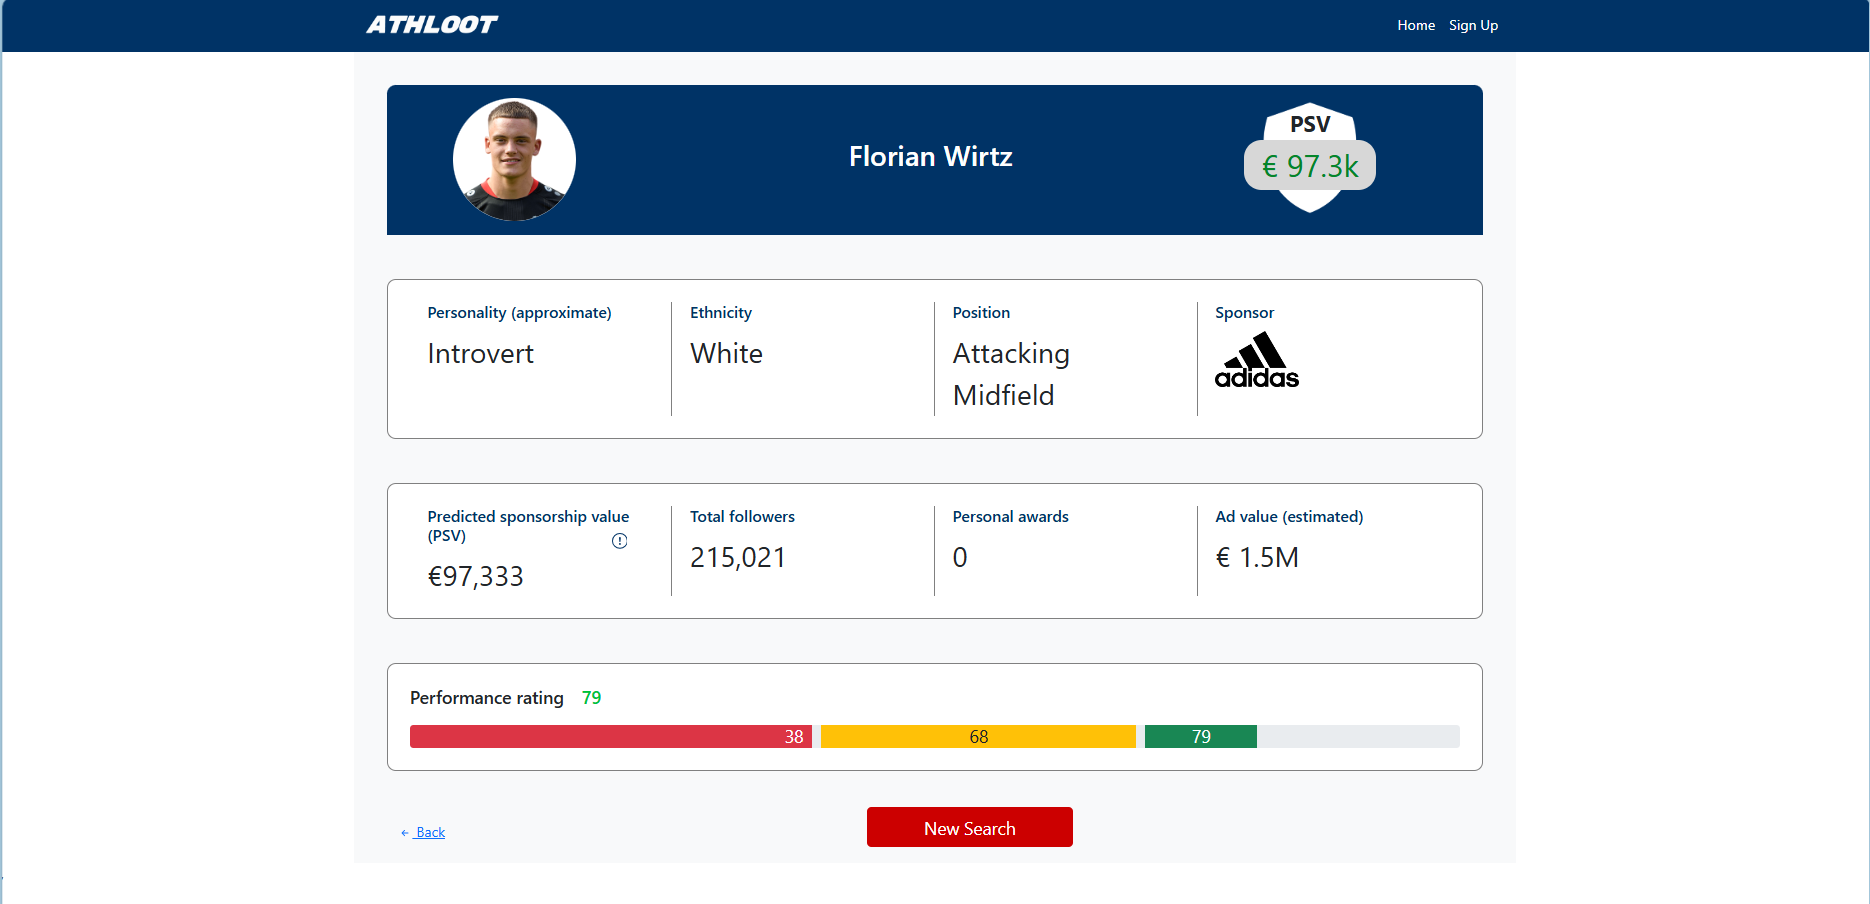 ATHLOOT
Home Sign Up
Florian Wirtz
PSV
€ 97.3k
Personality (approximate)
Introvert
Ethnicity
White
Position
Attacking
Midfield
Sponsor
adidas
Predicted sponsorship value
(PSV)
€97,333
Total followers
215,021
Personal awards
0
Ad value (estimated)
€ 1.5M
Performance rating 79
38 68 79
← Back
New Search